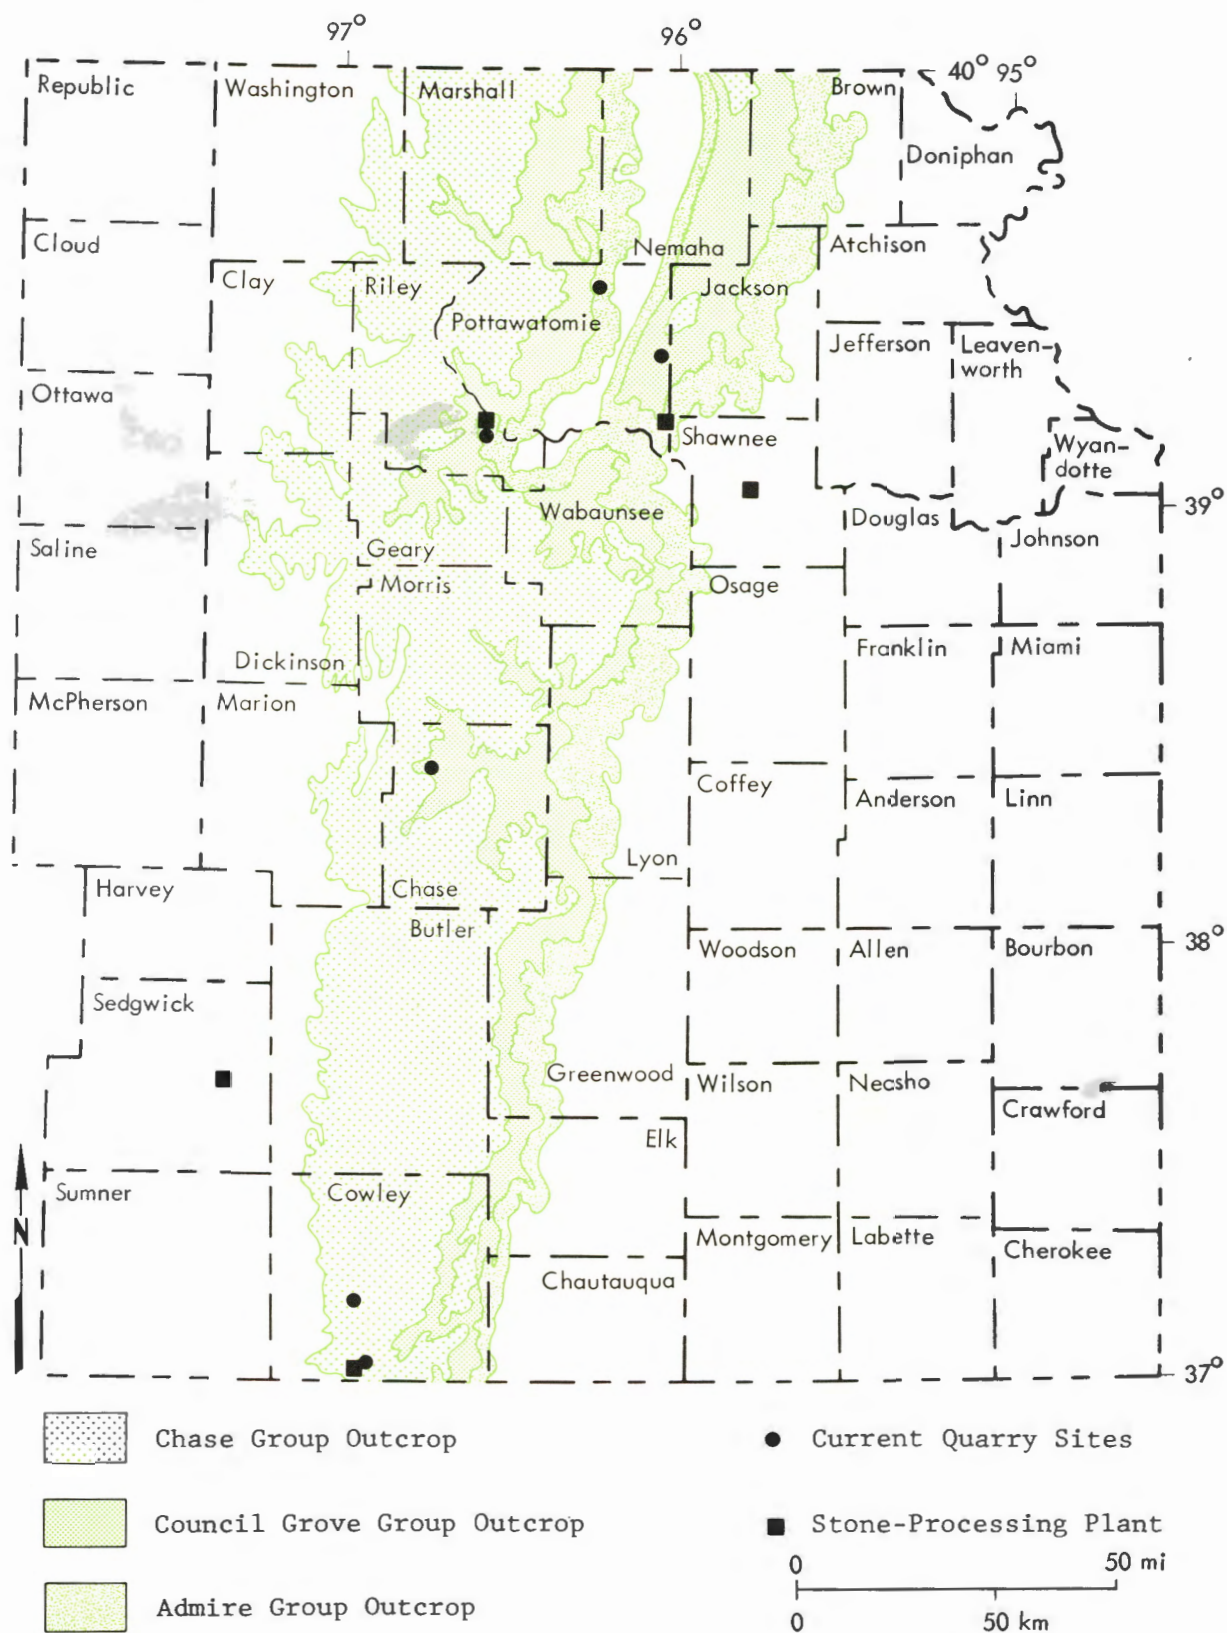 97°
96°
40° 95°
Republic
Washington
Marshall
Brown
Doniphan
Cloud
Nemaha
Atchison
Clay
Riley
Jackson
Pottawatomie
Jefferson
Leaven-
worth
Ottawa
Shawnee
Wyan-
dotte
39°
Wabaunsee
Douglas
Johnson
Saline
Geary
Morris
Osage
Dickinson
Franklin
Miami
McPherson
Marion
Coffey
Anderson
Linn
Lyon
Harvey
Chase
Butler
38°
Woodson
Allen
Bourbon
Sedgwick
Greenwood
Wilson
Necsho
Crawford
Elk
Sumner
Cowley
N
Montgomery
Labette
Cherokee
Chautauqua
37°
Chase Group Outcrop
Current Quarry Sites
Council Grove Group Outcrop
Stone-Processing Plant
0 50 mi
Admire Group Outcrop
0 50 km